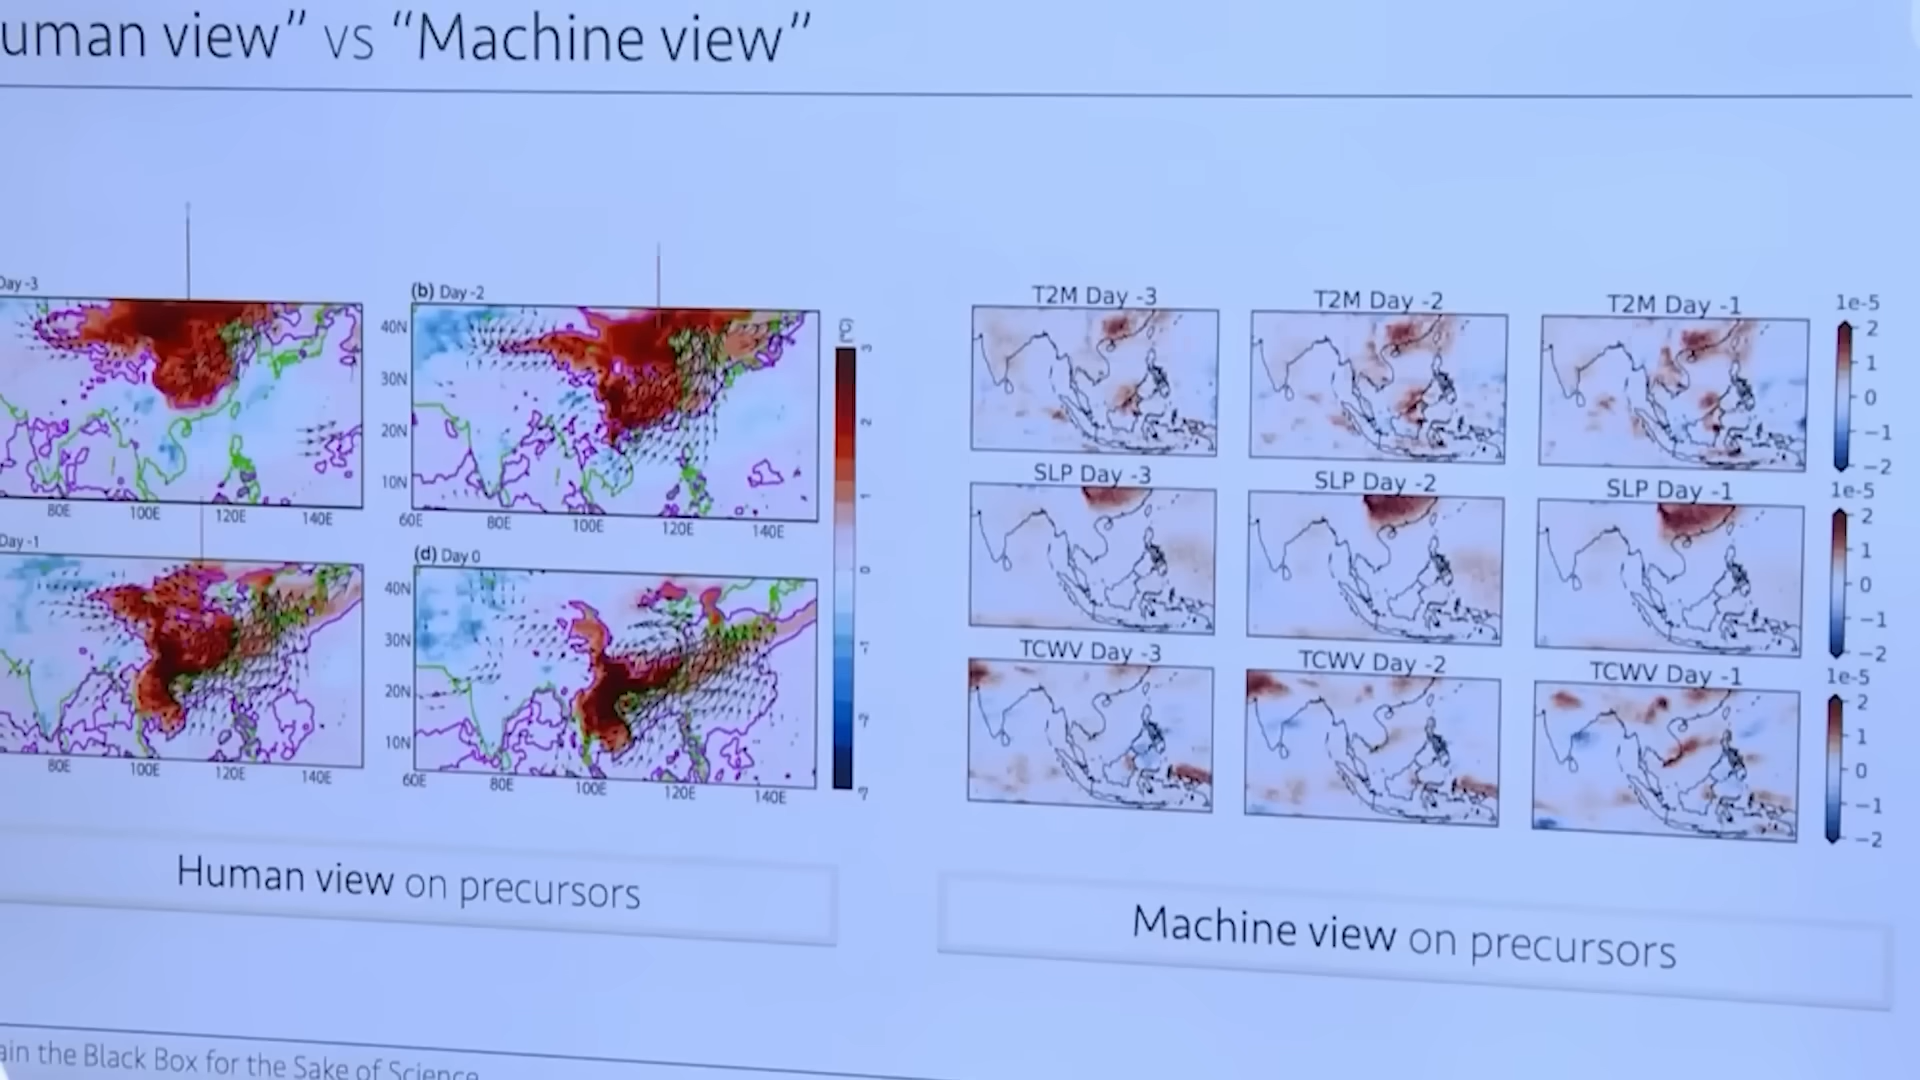 uman view” vs “Machine view”
Day -3
(b) Day -2
40N
30N
20N
10N
80E 100E 120E 140E
60E 80E 100E 120E 140E
Day -1
(d) Day 0
40N
30N
20N
10N
80E 100E 120E 140E
60E 80E 100E 120E 140E
3
2
1
0
-1
T2M Day -3
T2M Day -2
T2M Day -1
1e-5
2
1
0
−1
−2
SLP Day -3
SLP Day -2
SLP Day -1
1e-5
2
1
0
−1
−2
TCWV Day -3
TCWV Day -2
TCWV Day -1
1e-5
2
1
0
−1
−2
Human view on precursors
Machine view on precursors
ain the Black Box for the Sake of Science